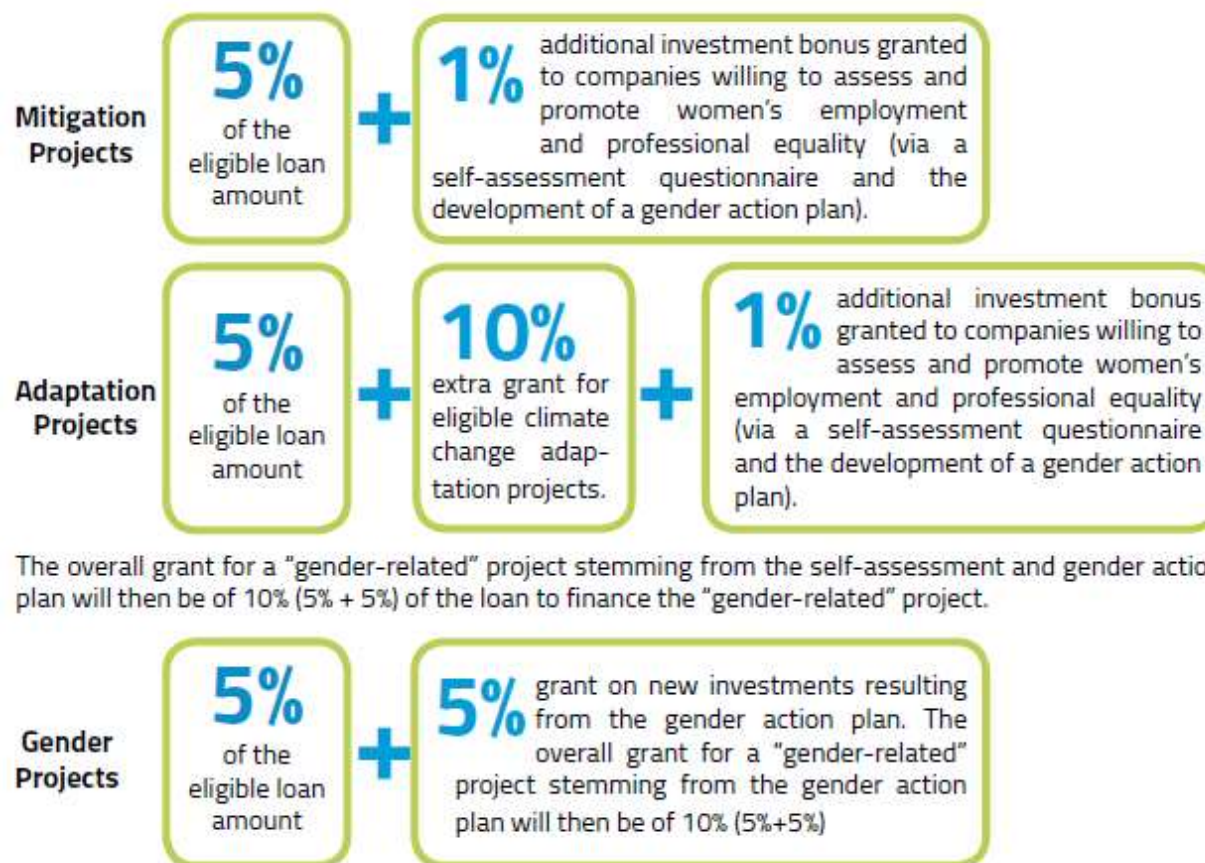 Mitigation
Projects
5%
of the
eligible loan
amount
+
1% additional investment bonus granted
to companies willing to assess and
promote women's employment
and professional equality (via a
self-assessment questionnaire and the
development of a gender action plan).
Adaptation
Projects
5%
of the
eligible loan
amount
+
10%
extra grant for
eligible climate
change adap-
tation projects.
+
1% additional investment bonus
granted to companies willing to
assess and promote women's
employment and professional equality
(via a self-assessment questionnaire
and the development of a gender action
plan).
The overall grant for a “gender-related” project stemming from the self-assessment and gender actio
plan will then be of 10% (5% + 5%) of the loan to finance the “gender-related” project.
Gender
Projects
5%
of the
eligible loan
amount
+
5% grant on new investments resulting
from the gender action plan. The
overall grant for a “gender-related”
project stemming from the gender action
plan will then be of 10% (5%+5%)